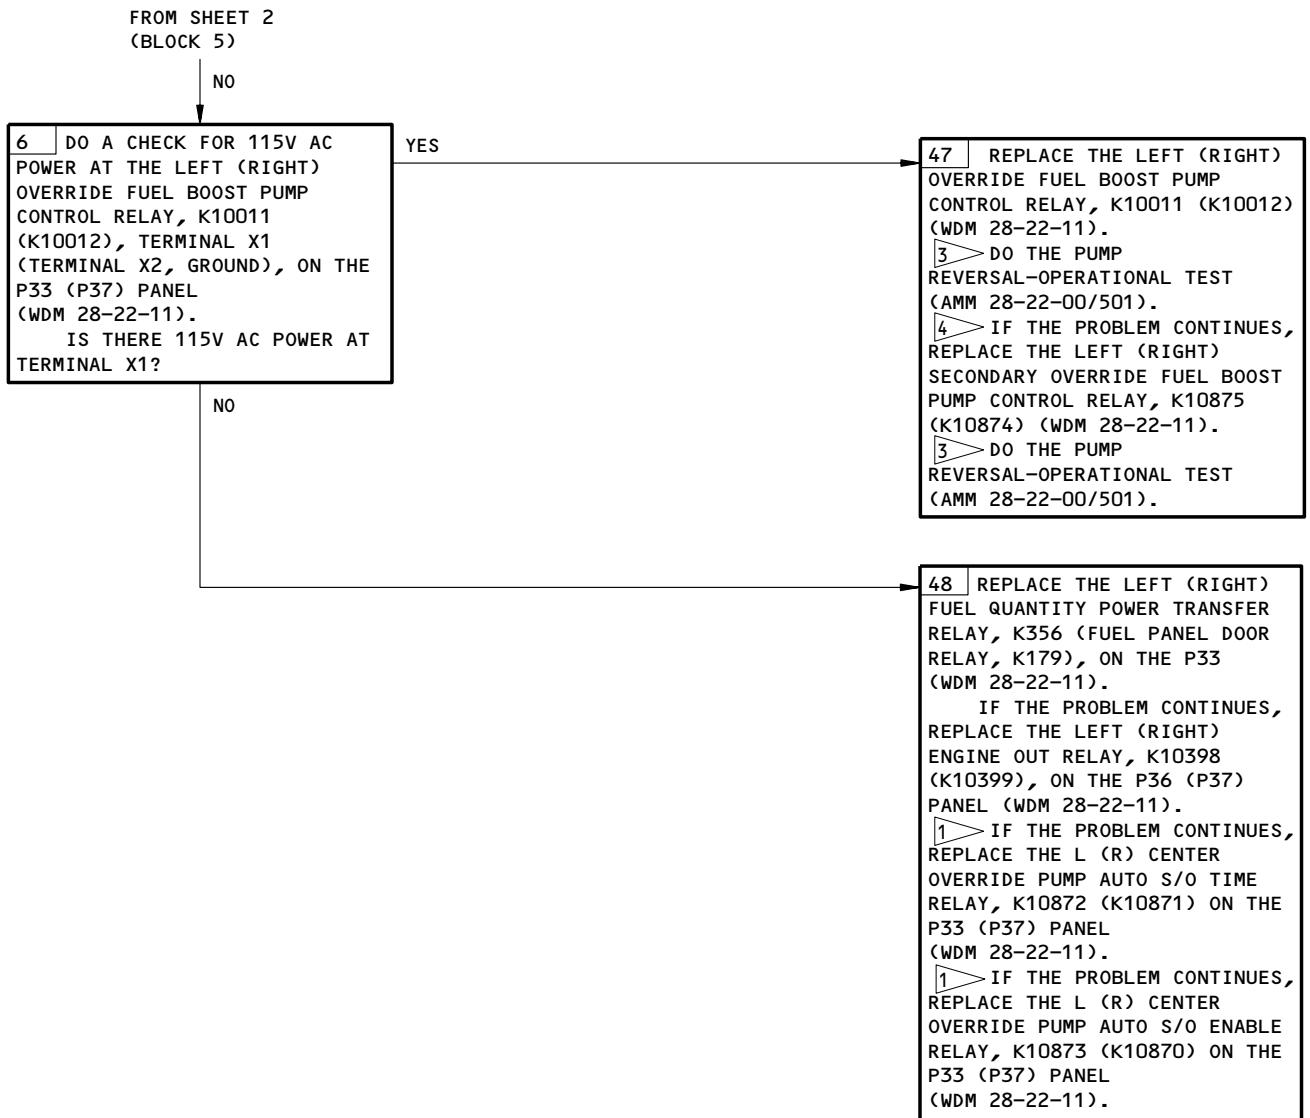 FROM SHEET 2
(BLOCK 5)
NO
6 DO A CHECK FOR 115V AC
POWER AT THE LEFT (RIGHT)
OVERRIDE FUEL BOOST PUMP
CONTROL RELAY, K10011
(K10012), TERMINAL X1
(TERMINAL X2, GROUND), ON THE
P33 (P37) PANEL
(WDM 28-22-11).
IS THERE 115V AC POWER AT
TERMINAL X1?
YES
NO
47 REPLACE THE LEFT (RIGHT)
OVERRIDE FUEL BOOST PUMP
CONTROL RELAY, K10011 (K10012)
(WDM 28-22-11).
3 DO THE PUMP
REVERSAL-OPERATIONAL TEST
(AMM 28-22-00/501).
4 IF THE PROBLEM CONTINUES,
REPLACE THE LEFT (RIGHT)
SECONDARY OVERRIDE FUEL BOOST
PUMP CONTROL RELAY, K10875
(K10874) (WDM 28-22-11).
3 DO THE PUMP
REVERSAL-OPERATIONAL TEST
(AMM 28-22-00/501).
48 REPLACE THE LEFT (RIGHT)
FUEL QUANTITY POWER TRANSFER
RELAY, K356 (FUEL PANEL DOOR
RELAY, K179), ON THE P33
(WDM 28-22-11).
IF THE PROBLEM CONTINUES,
REPLACE THE LEFT (RIGHT)
ENGINE OUT RELAY, K10398
(K10399), ON THE P36 (P37)
PANEL (WDM 28-22-11).
1 IF THE PROBLEM CONTINUES,
REPLACE THE L (R) CENTER
OVERRIDE PUMP AUTO S/O TIME
RELAY, K10872 (K10871) ON THE
P33 (P37) PANEL
(WDM 28-22-11).
1 IF THE PROBLEM CONTINUES,
REPLACE THE L (R) CENTER
OVERRIDE PUMP AUTO S/O ENABLE
RELAY, K10873 (K10870) ON THE
P33 (P37) PANEL
(WDM 28-22-11).